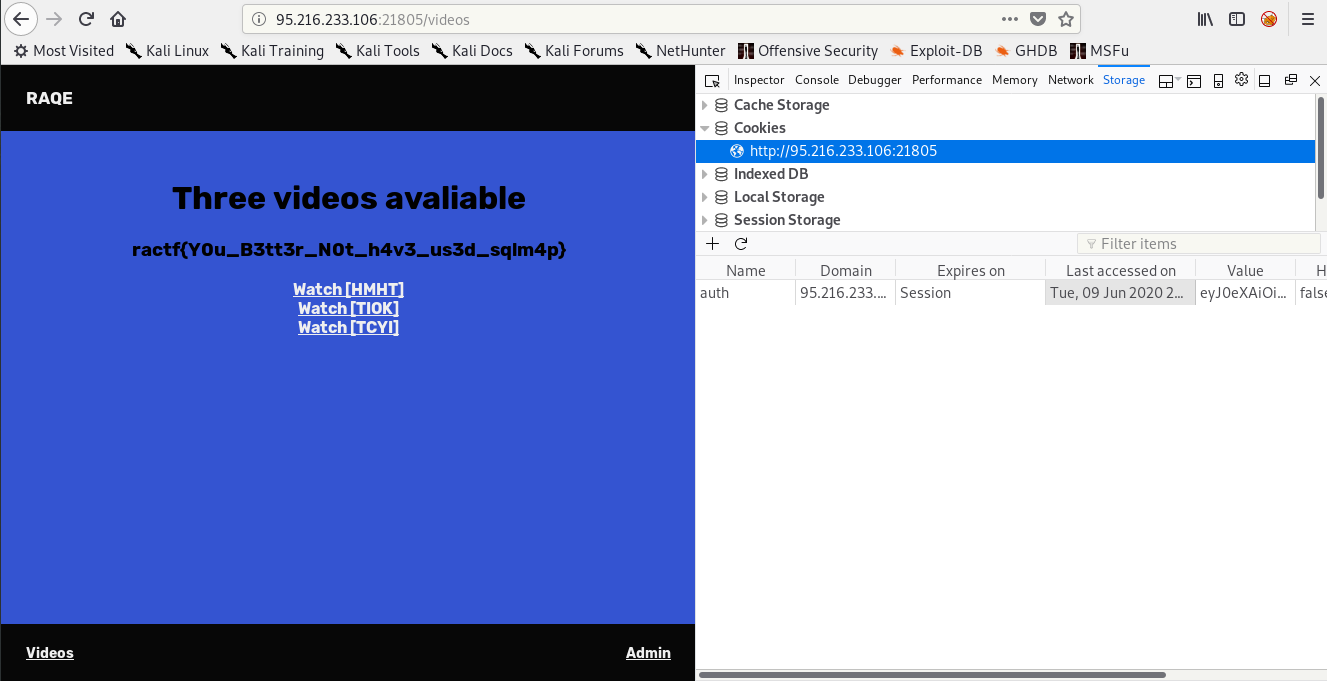 95.216.233.106:21805/videos
Most Visited Kali Linux Kali Training Kali Tools Kali Docs Kali Forums NetHunter Offensive Security Exploit-DB GHDB MSFu
RAQE
Three videos avaliable
ractf{Y0u_B3tt3r_N0t_h4v3_us3d_sqlm4p}
Watch [HMHT]
Watch [TIOK]
Watch [TCYI]
Videos
Admin
Inspector Console Debugger Performance Memory Network Storage
Cache Storage
Cookies
http://95.216.233.106:21805
Indexed DB
Local Storage
Session Storage
Filter items
Name Domain Expires on Last accessed on Value H
auth 95.216.233.... Session Tue, 09 Jun 2020 2... eyJ0eXAiOi... false